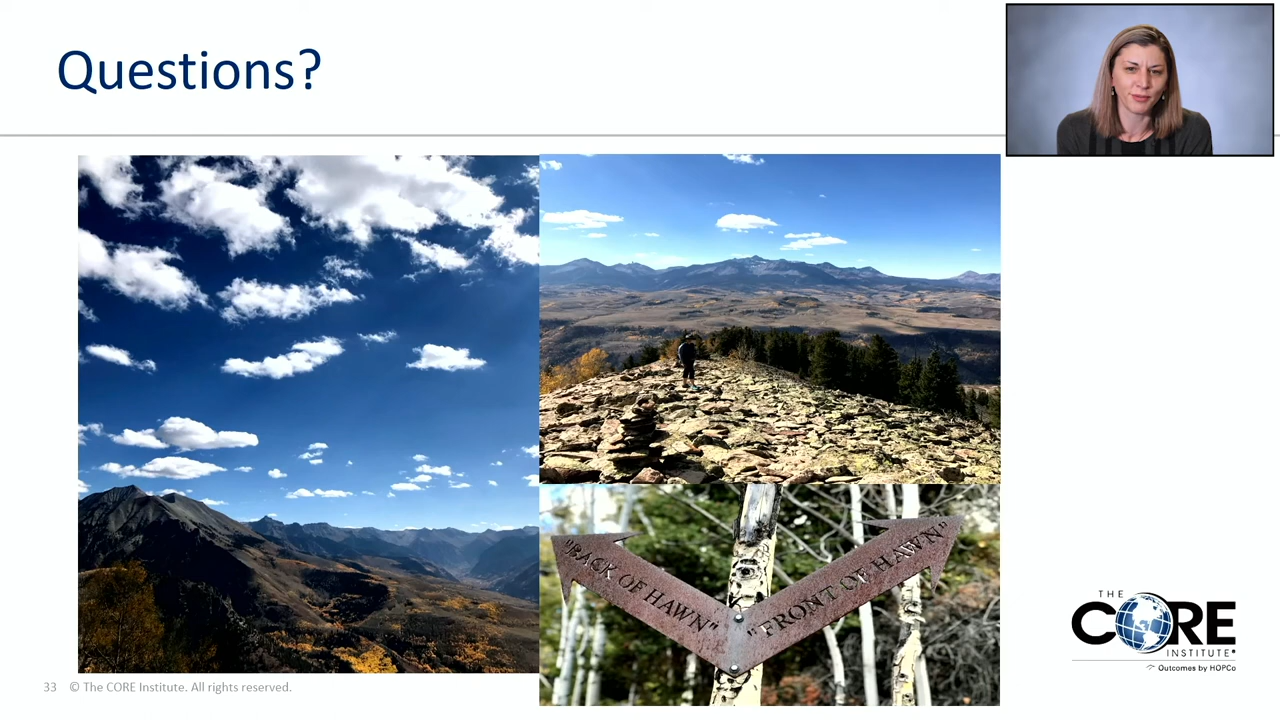 Questions?
"BACK OF HAWN"
"FRONT OF HAWN"
THE
CORE
INSTITUTE®
Outcomes by HOPCo
33 © The CORE Institute. All rights reserved.